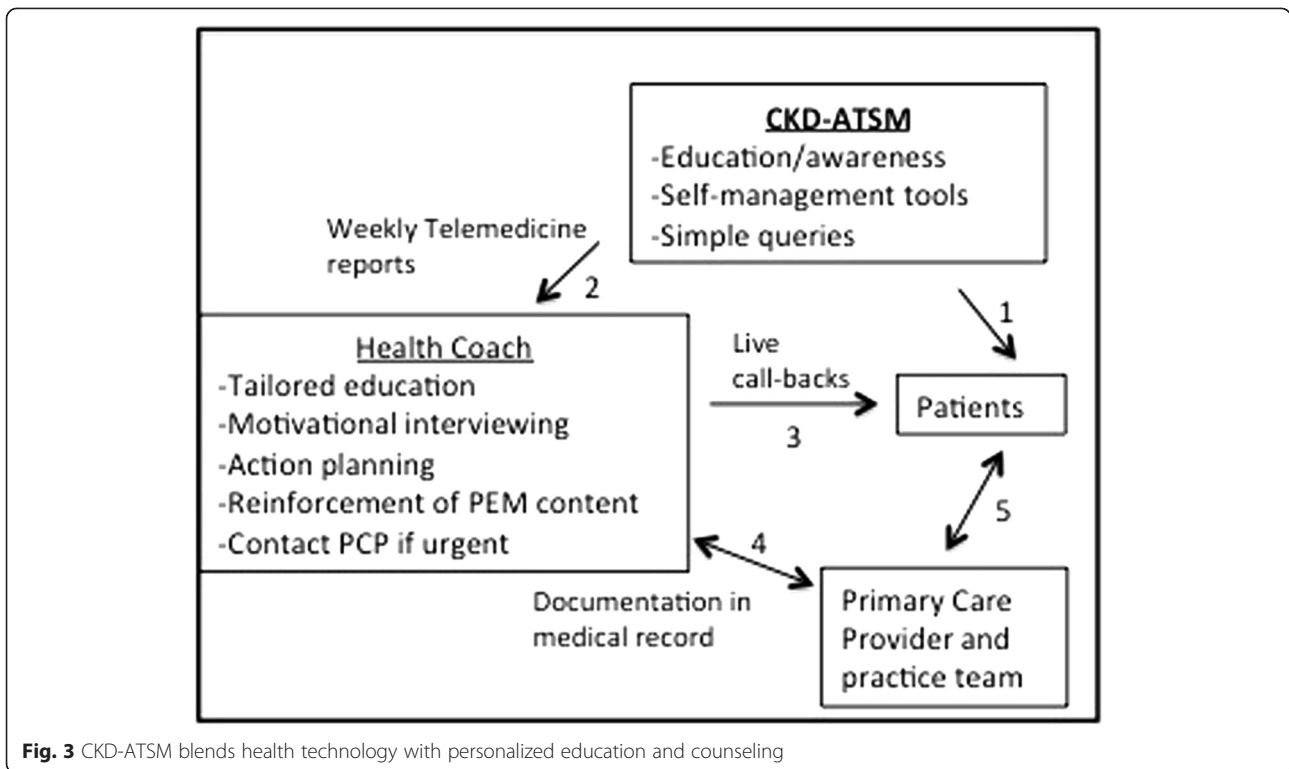 CKD-ATSM
-Education/awareness
-Self-management tools
-Simple queries
Weekly Telemedicine
reports
2
1
Health Coach
-Tailored education
-Motivational interviewing
-Action planning
-Reinforcement of PEM content
-Contact PCP if urgent
Live
call-backs
3
Patients
4
5
Documentation in
medical record
Primary Care
Provider and
practice team
Fig. 3 CKD-ATSM blends health technology with personalized education and counseling